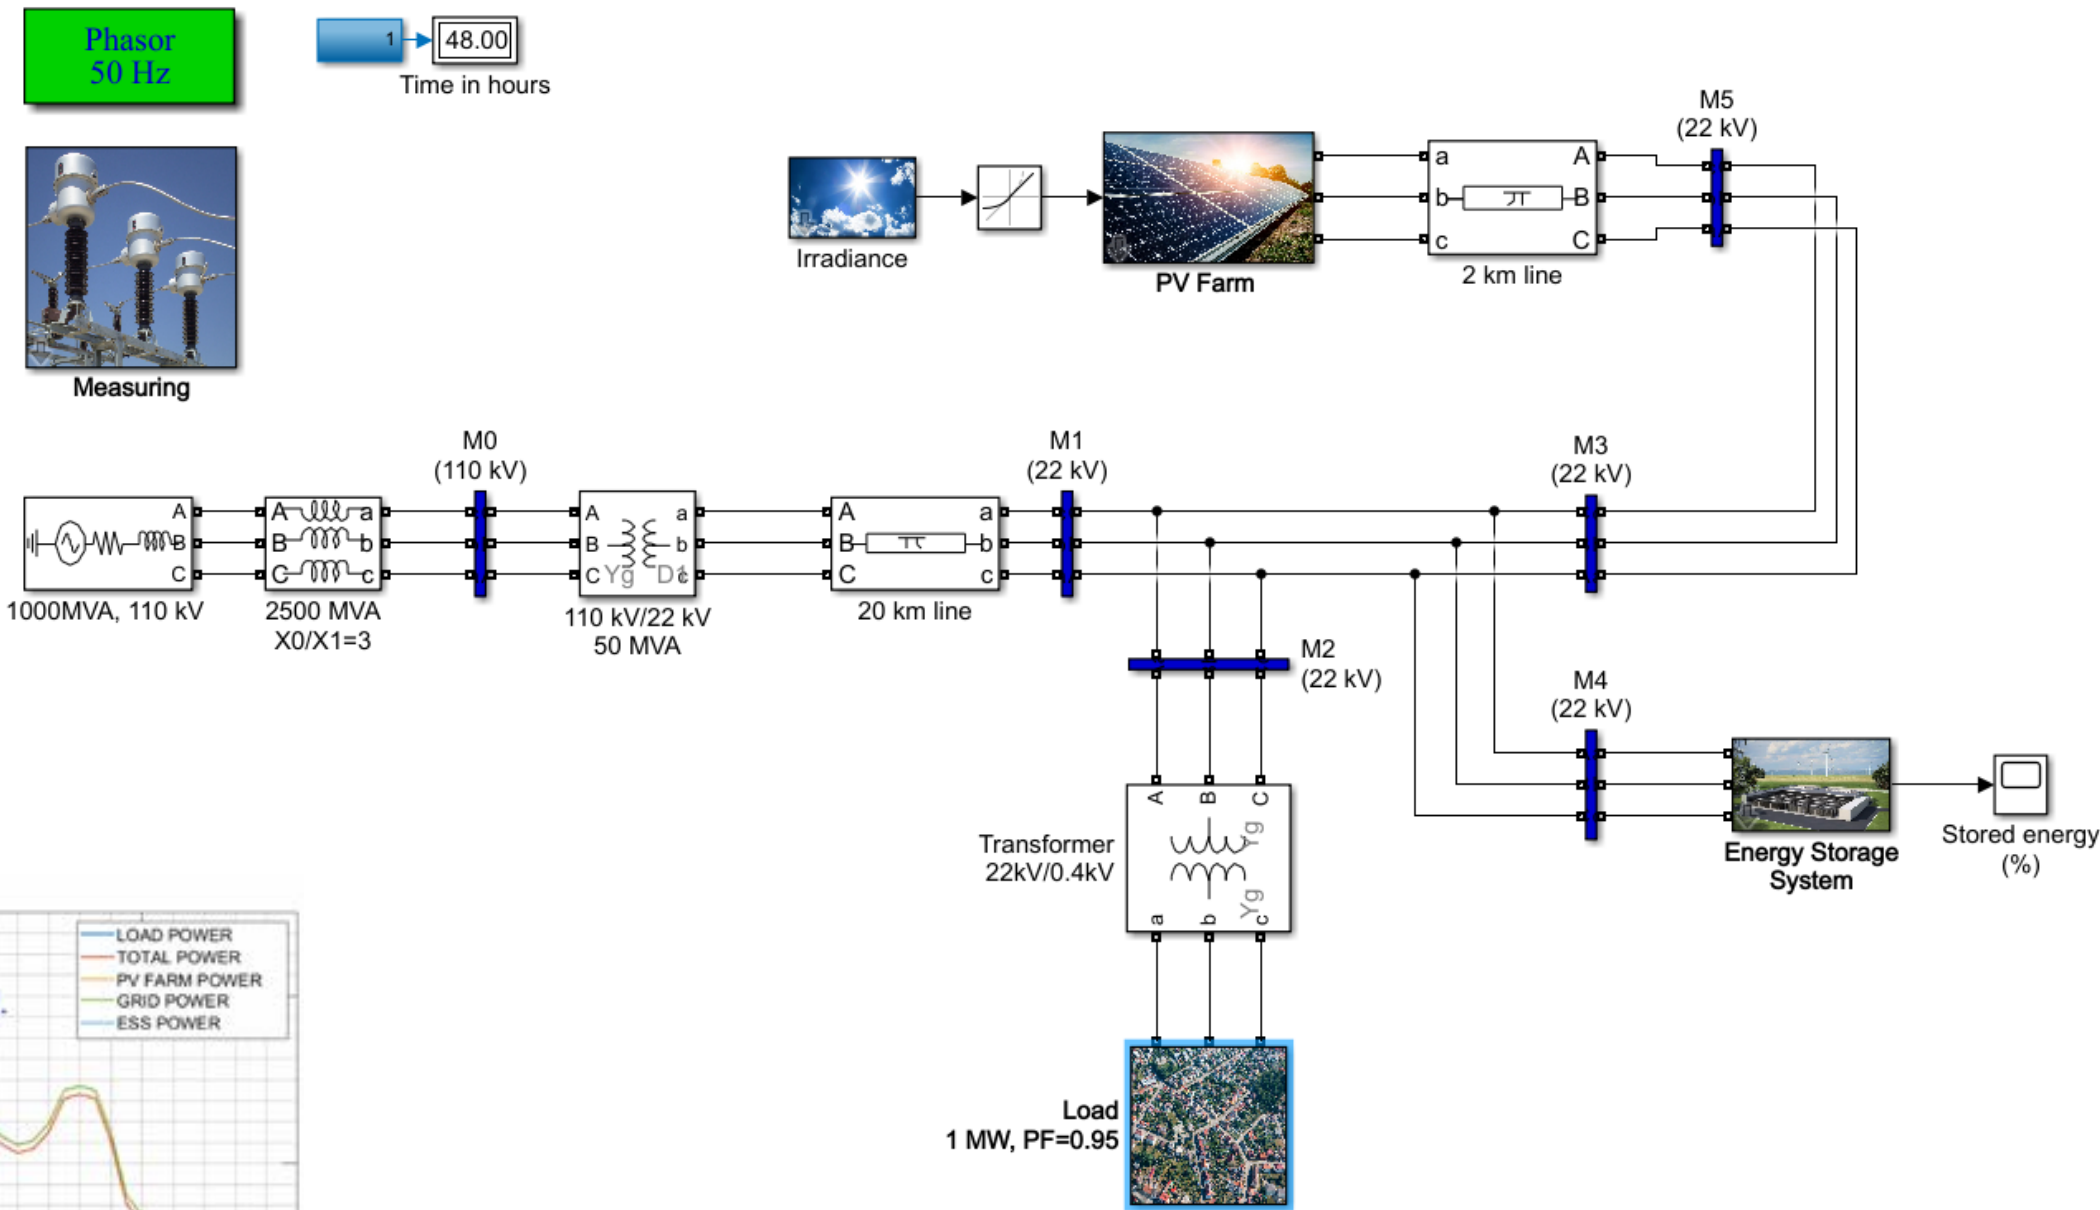 Phasor
50 Hz
1
48.00
Time in hours
Measuring
Irradiance
PV Farm
a
b
c
A
B
C
2 km line
M5
(22 kV)
A
B
C
1000MVA, 110 kV
A
B
C
a
b
c
2500 MVA
X0/X1=3
M0
(110 kV)
A
B
C
a
b
c
Yg
D1
110 kV/22 kV
50 MVA
A
B
C
a
b
c
20 km line
M1
(22 kV)
M3
(22 kV)
M2
(22 kV)
M4
(22 kV)
A
B
C
Yg
Yg
a
b
c
Transformer
22kV/0.4kV
Energy Storage
System
Stored energy
(%)
Load
1 MW, PF=0.95
LOAD POWER
TOTAL POWER
PV FARM POWER
GRID POWER
ESS POWER